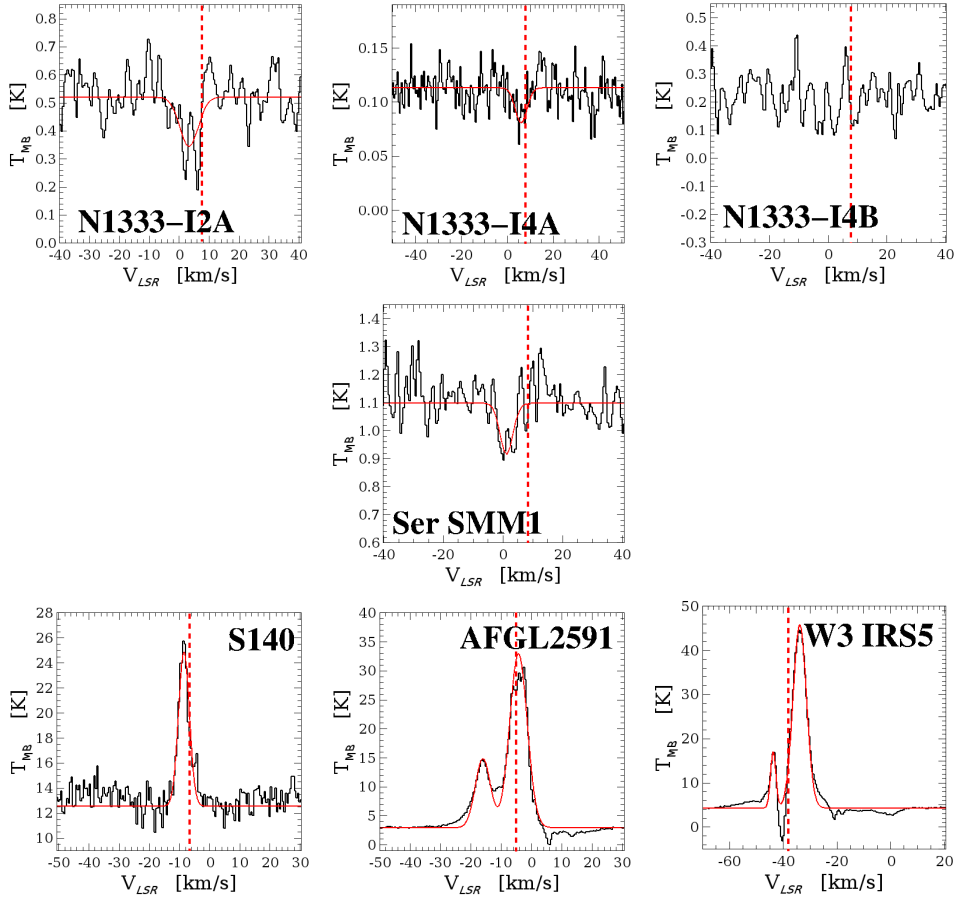 T_MB [K]
0.8
0.7
0.6
0.5
0.4
0.3
0.2
0.1
0.0
N1333−I2A
-40 -30 -20 -10 0 10 20 30 40
V_LSR [km/s]
T_MB [K]
0.15
0.10
0.05
0.00
N1333−I4A
-40 -20 0 20 40
V_LSR [km/s]
T_MB [K]
0.5
0.4
0.3
0.2
0.1
0.0
-0.1
-0.2
-0.3
N1333−I4B
-40 -20 0 20 40
V_LSR [km/s]
T_MB [K]
1.4
1.3
1.2
1.1
1.0
0.9
0.8
0.7
0.6
Ser SMM1
-40 -20 0 20 40
V_LSR [km/s]
T_MB [K]
28
26
24
22
20
18
16
14
12
10
S140
-50 -40 -30 -20 -10 0 10 20 30
V_LSR [km/s]
T_MB [K]
40
35
30
25
20
15
10
5
0
AFGL2591
-50 -40 -30 -20 -10 0 10 20 30
V_LSR [km/s]
T_MB [K]
50
40
30
20
10
0
W3 IRS5
-60 -40 -20 0 20
V_LSR [km/s]